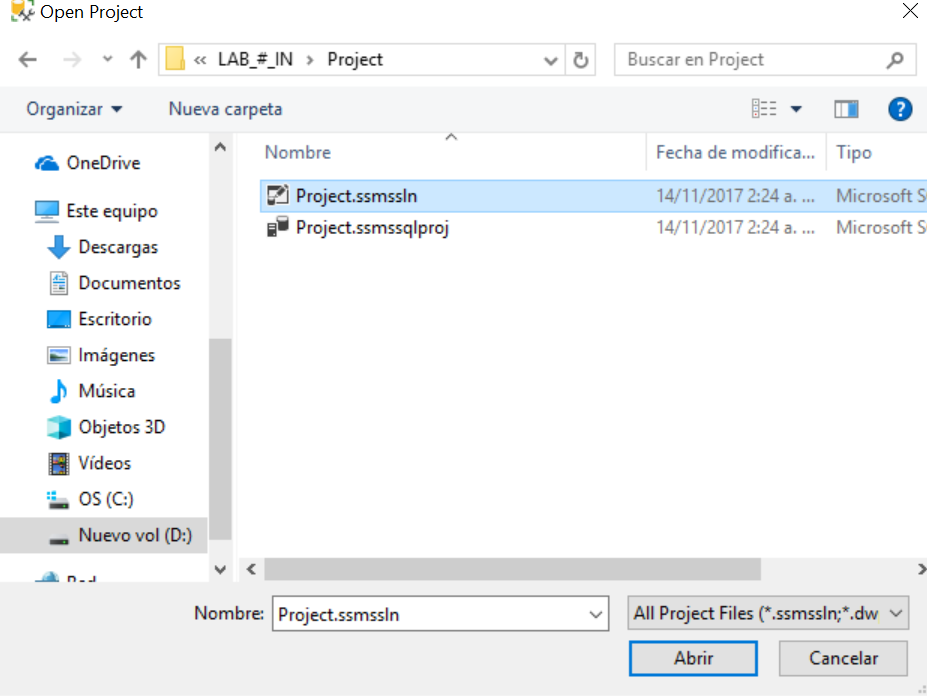 Open Project
« LAB_#_IN › Project
Buscar en Project
Organizar
Nueva carpeta
OneDrive
Este equipo
Descargas
Documentos
Escritorio
Imágenes
Música
Objetos 3D
Vídeos
OS (C:)
Nuevo vol (D:)
Nombre Fecha de modifica... Tipo
Project.ssmssln 14/11/2017 2:24 a. ... Microsoft S
Project.ssmssqlproj 14/11/2017 2:24 a. ... Microsoft S
Nombre: Project.ssmssln All Project Files (*.ssmssln;*.dw
Abrir Cancelar